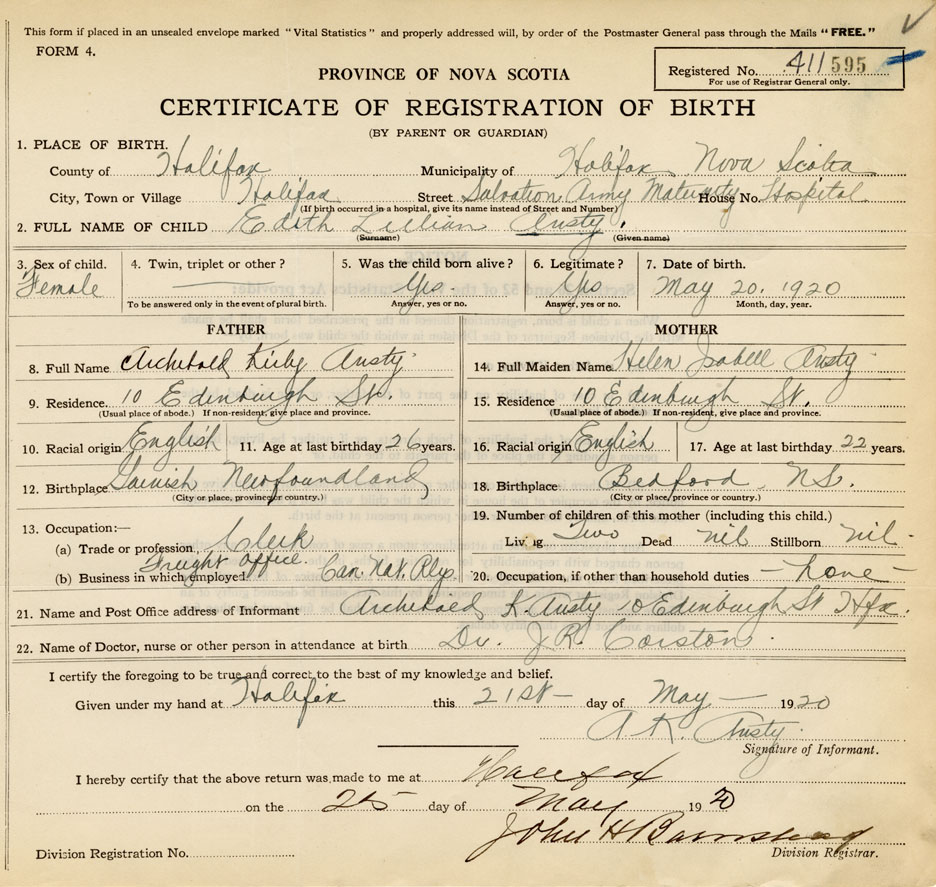 This form if placed in an unsealed envelope marked "Vital Statistics" and properly addressed will, by order of the Postmaster General pass through the Mails "FREE."
FORM 4.
Registered No. 411 595
For use of Registrar General only.
PROVINCE OF NOVA SCOTIA
CERTIFICATE OF REGISTRATION OF BIRTH
(BY PARENT OR GUARDIAN)
1. PLACE OF BIRTH.
County of Halifax Municipality of Halifax Nova Scotia
City, Town or Village Halifax Street Salvation Army Maternity House No. Hospital
(If birth occurred in a hospital, give its name instead of Street and Number)
2. FULL NAME OF CHILD Edith Lillian Austy.
(Surname) (Given name)
3. Sex of child. 4. Twin, triplet or other? 5. Was the child born alive? 6. Legitimate? 7. Date of birth.
Female Yes Yes May 20. 1920
To be answered only in the event of plural birth. Answer, yes or no. Answer, yes or no. Month, day, year.
FATHER MOTHER
8. Full Name Archibald Kirby Austy 14. Full Maiden Name Helen Isabell Austy
9. Residence. 10 Edinburgh St. 15. Residence 10 Edinburgh St.
(Usual place of abode.) If non-resident, give place and province. (Usual place of abode.) If non-resident, give place and province.
10. Racial origin English 11. Age at last birthday 26 years. 16. Racial origin English 17. Age at last birthday 22 years.
12. Birthplace Newfoundland 18. Birthplace Bedford N.S.
(City or place, province or country.) (City or place, province or country.)
13. Occupation:— 19. Number of children of this mother (including this child.)
(a) Trade or profession Clerk Living Two Dead nil Stillborn nil.
Freight office
(b) Business in which employed Can. Nat. Rlys. 20. Occupation, if other than household duties — none —
21. Name and Post Office address of Informant Archibald K. Austy 10 Edinburgh St Hfx.
22. Name of Doctor, nurse or other person in attendance at birth Dr. J. R. Corston.
I certify the foregoing to be true and correct to the best of my knowledge and belief.
Given under my hand at Halifax this 21st — day of May — 1920
A. K. Austy
Signature of Informant.
I hereby certify that the above return was made to me at Halifax
on the 25 day of May 1920
John H Barnstead
Division Registration No. Division Registrar.